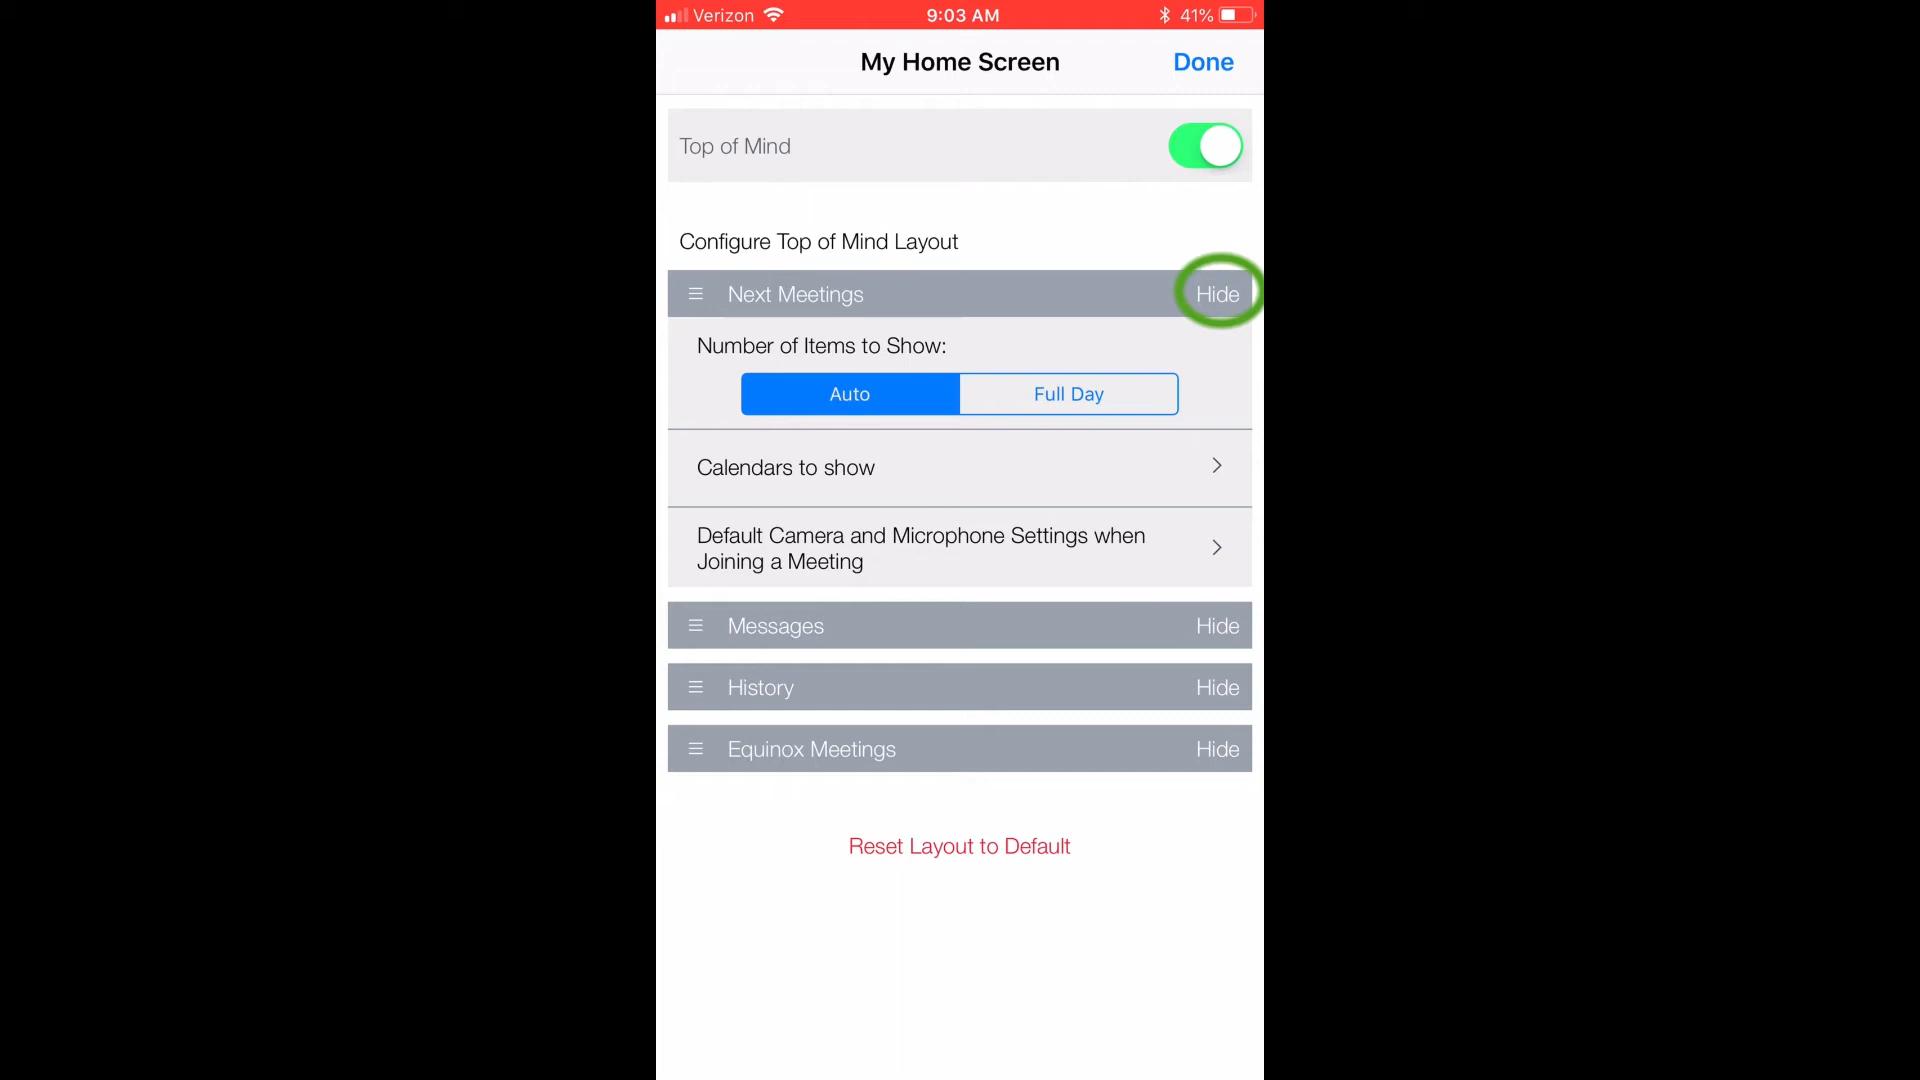 Verizon 9:03 AM 41%
My Home Screen Done
Top of Mind
Configure Top of Mind Layout
Next Meetings Hide
Number of Items to Show:
Auto Full Day
Calendars to show
Default Camera and Microphone Settings when
Joining a Meeting
Messages Hide
History Hide
Equinox Meetings Hide
Reset Layout to Default